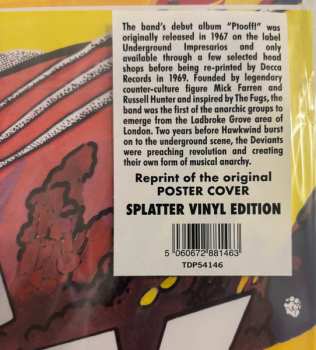 The band's debut album "Ptooff!" was
originally released in 1967 on the label
Underground Impresarios and only
available through a few selected head
shops before being re-printed by Decca
Records in 1969. Founded by legendary
counter-culture figure Mick Farren and
Russell Hunter and inspired by The Fugs, the
band was the first of the anarchic groups to
emerge from the Ladbroke Grove area of
London. Two years before Hawkwind burst
on to the underground scene, the Deviants
were preaching revolution and creating
their own form of musical anarchy.
Reprint of the original
POSTER COVER
SPLATTER VINYL EDITION
5 060672 881463
TDP54146